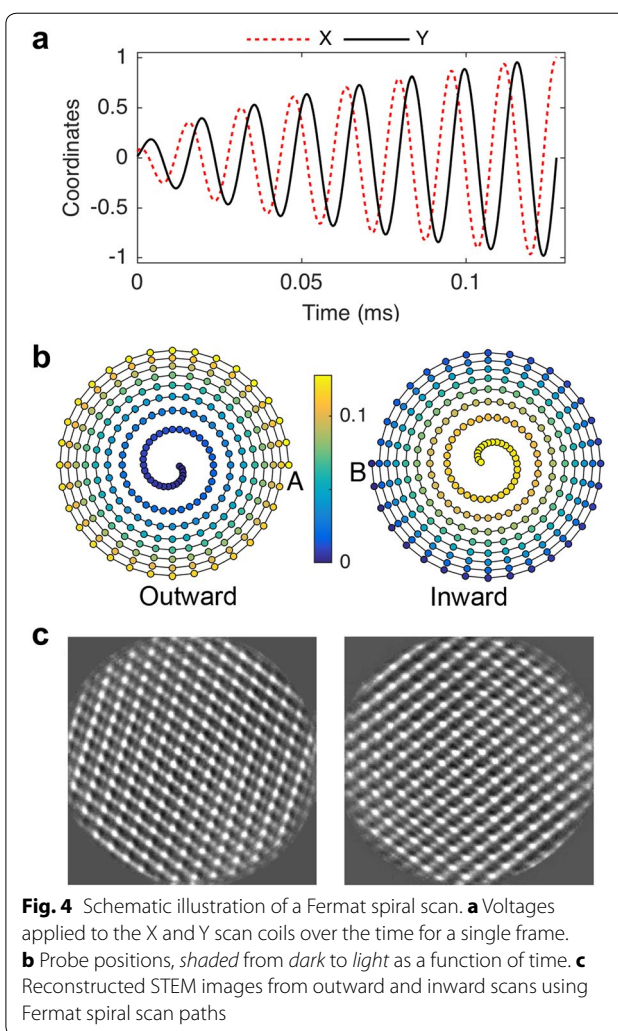 a
X Y
1
0.5
0
-0.5
-1
Coordinates
0 0.05 0.1
Time (ms)
b
A
Outward
0.1
0
B
Inward
c
Fig. 4 Schematic illustration of a Fermat spiral scan. a Voltages
applied to the X and Y scan coils over the time for a single frame.
b Probe positions, shaded from dark to light as a function of time. c
Reconstructed STEM images from outward and inward scans using
Fermat spiral scan paths